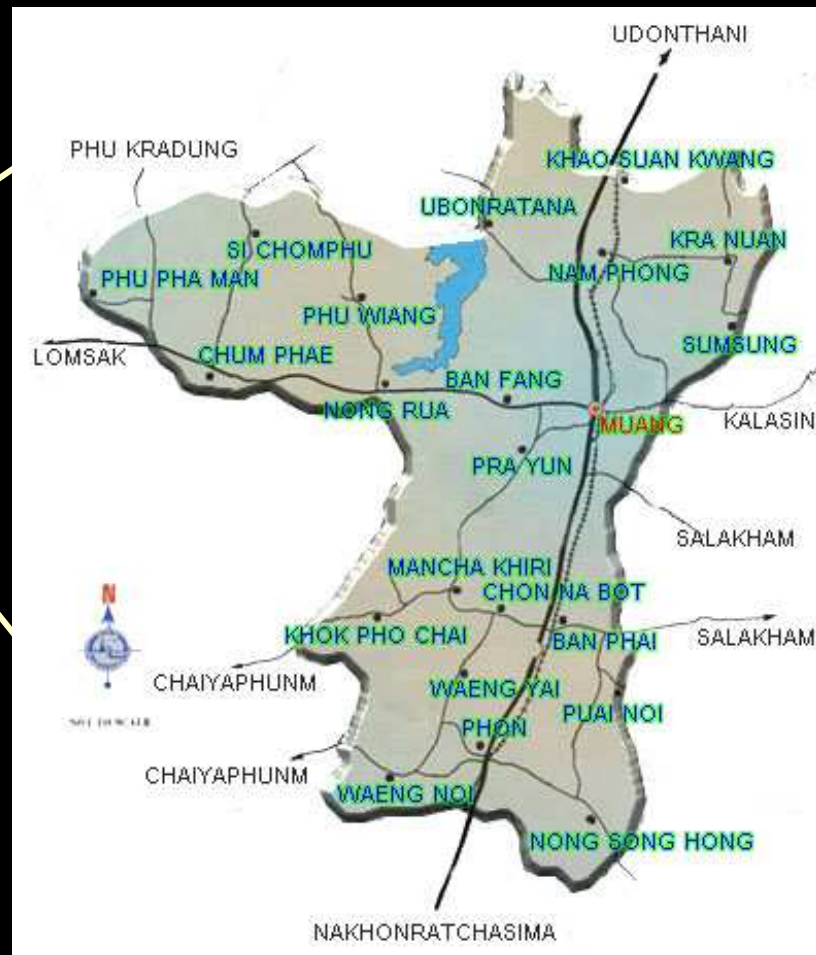 UDONTHANI
PHU KRADUNG
KHAO SUAN KWANG
UBONRATANA
SI CHOMPHU
KRA NUAN
NAM PHONG
PHU PHA MAN
PHU WIANG
SUMSUNG
LOMSAK
CHUM PHAE
BAN FANG
NONG RUA
MUANG
KALASIN
PRA YUN
SALAKHAM
MANCHA KHIRI
CHON NA BOT
N
KHOK PHO CHAI
BAN PHAI
SALAKHAM
CHAIYAPHUNM
WAENG YAI
PUAI NOI
PHON
CHAIYAPHUNM
WAENG NOI
NONG SONG HONG
NAKHONRATCHASIMA